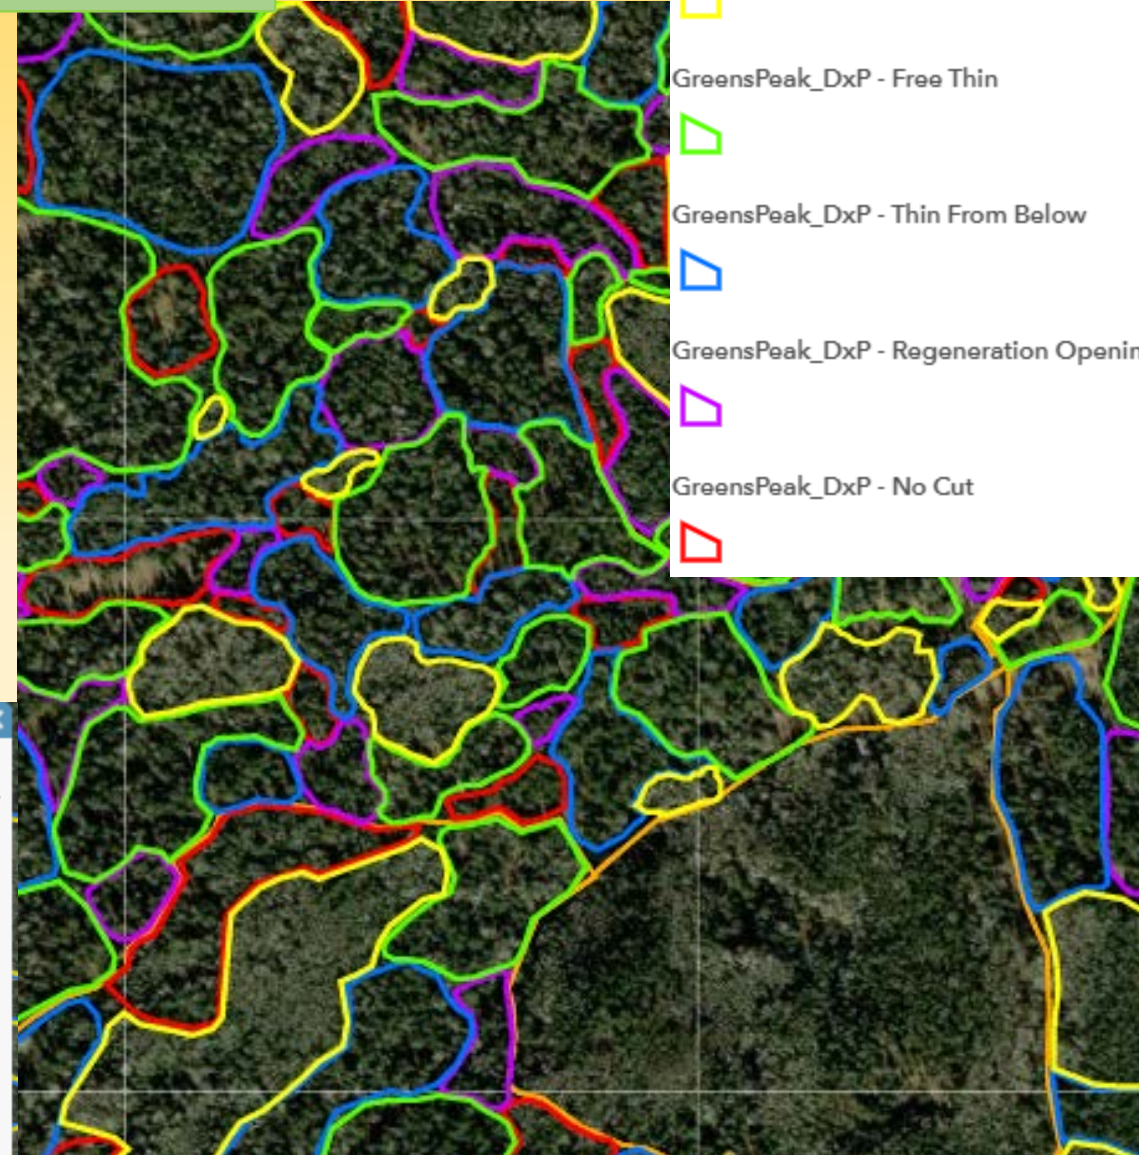 GreensPeak_DxP - Free Thin
GreensPeak_DxP - Thin From Below
GreensPeak_DxP - Regeneration Openin
GreensPeak_DxP - No Cut